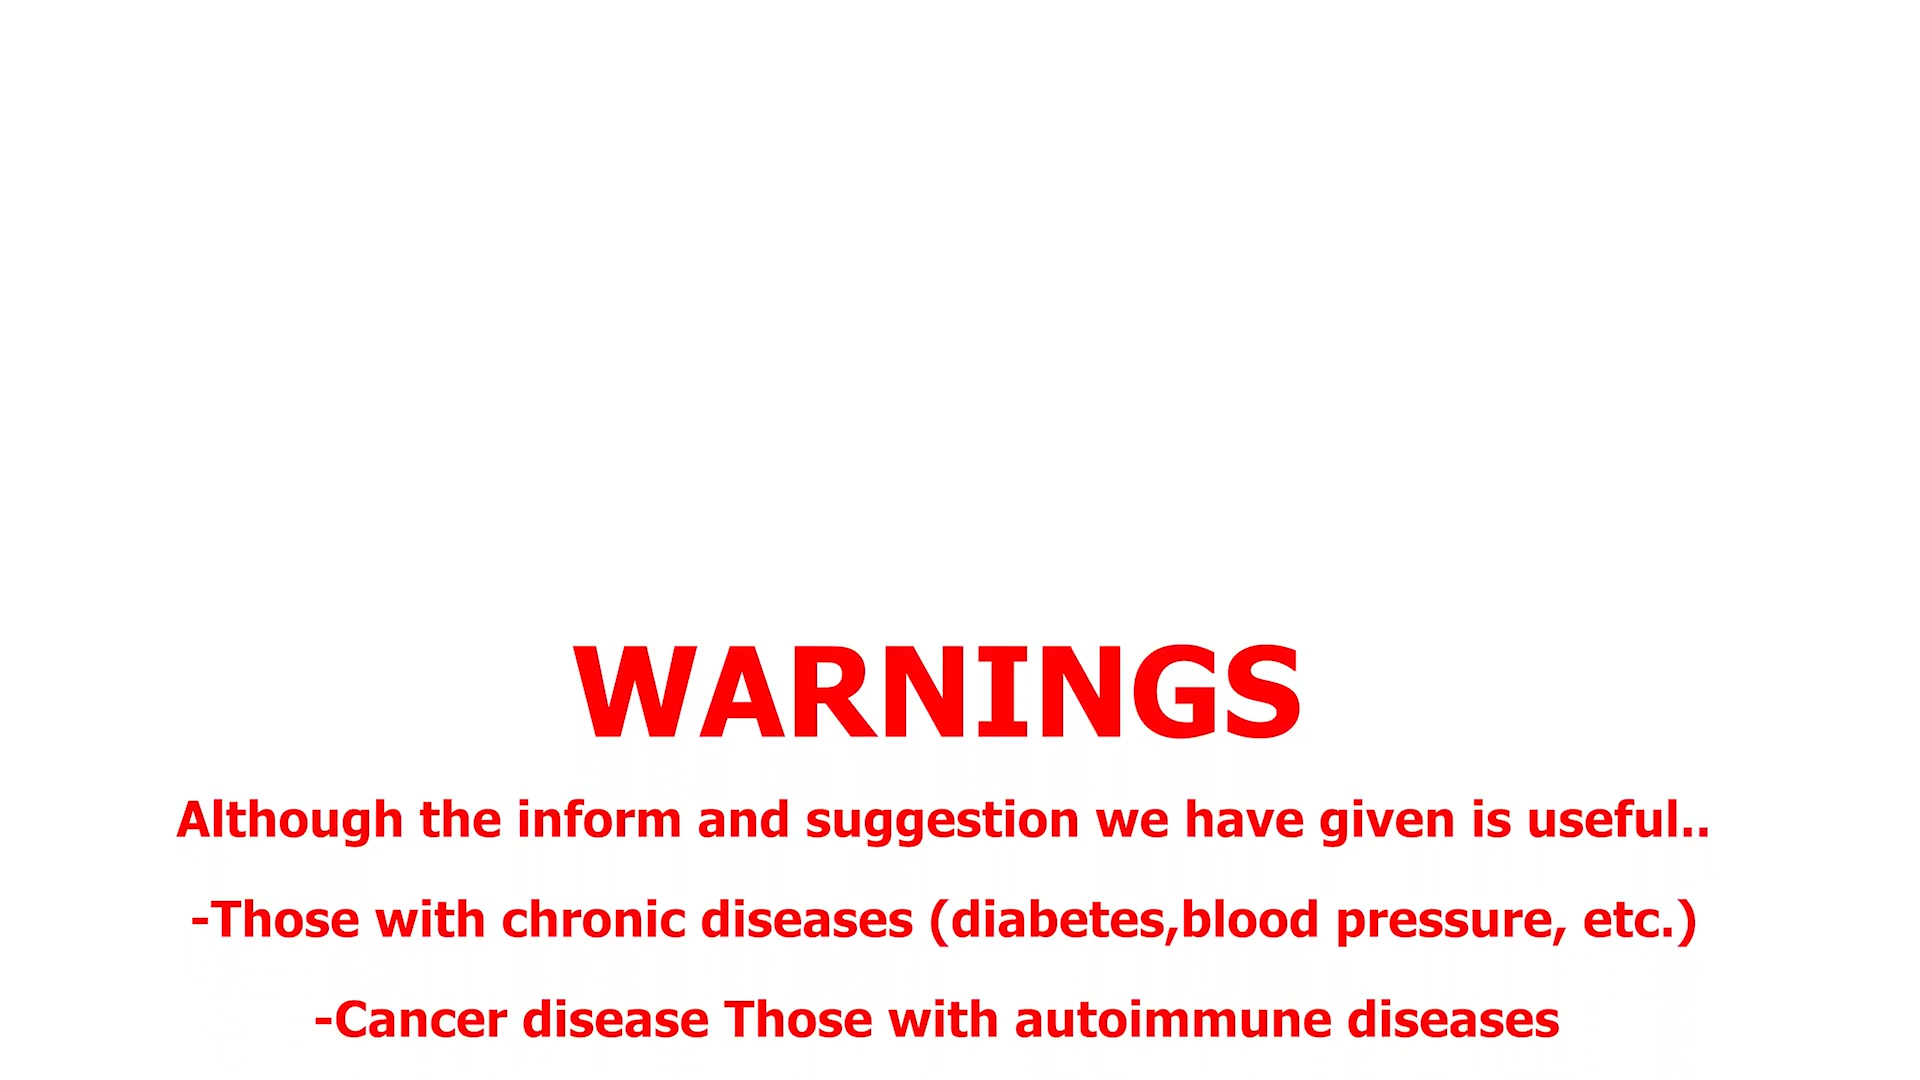 WARNINGS
Although the inform and suggestion we have given is useful..
-Those with chronic diseases (diabetes,blood pressure, etc.)
-Cancer disease Those with autoimmune diseases